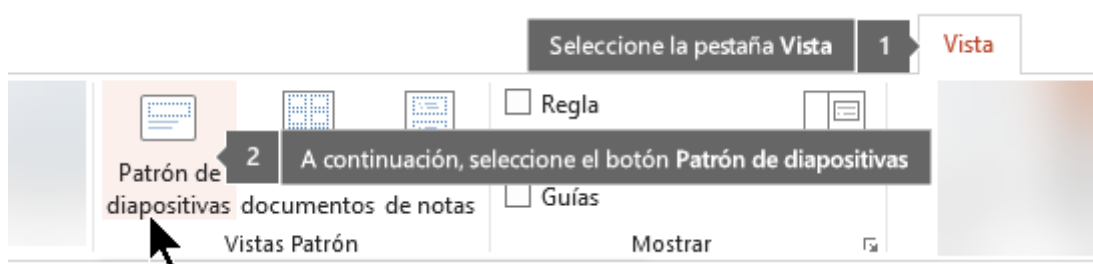 Seleccione la pestaña Vista 1 Vista
Regla
2 A continuación, seleccione el botón Patrón de diapositivas
Patrón de
diapositivas documentos de notas
Guías
Vistas Patrón Mostrar